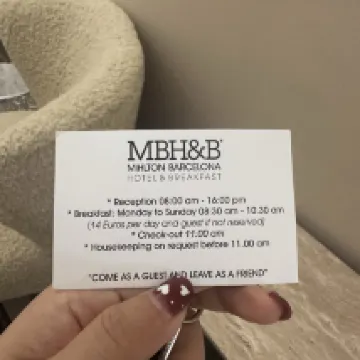 MBH&B
MIHLTON BARCELONA
HOTEL & BREAKFAST
* Reception 08:00 am - 16:00 pm
* Breakfast: Monday to Sunday 08:30 am - 10:30 am
(14 Euros per day and guest if not reserved)
* Check-out 11:00 am
* Housekeeping on request before 11:00 am
"COME AS A GUEST AND LEAVE AS A FRIEND"